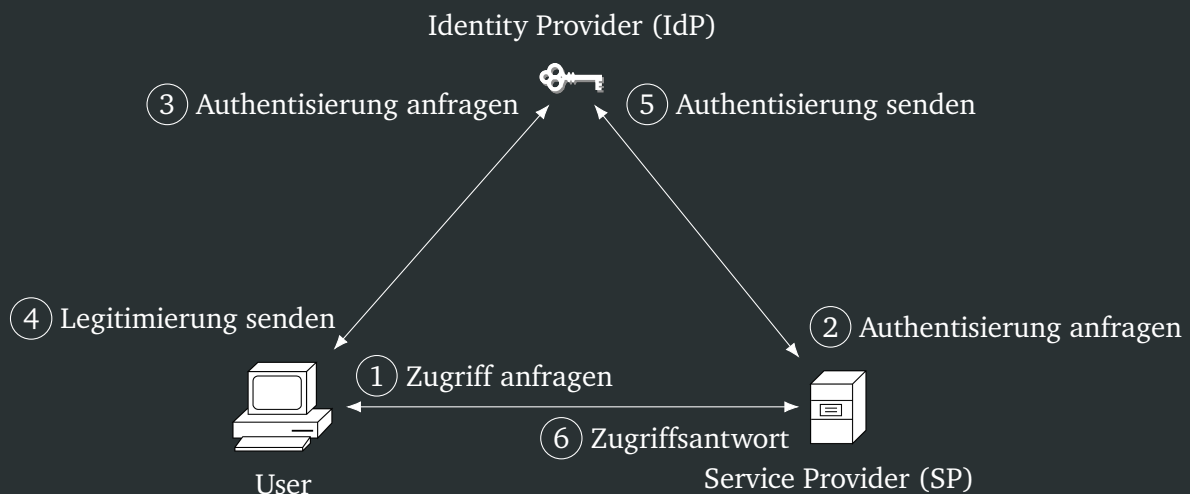 Identity Provider (IdP)
3 Authentisierung anfragen
5 Authentisierung senden
4 Legitimierung senden
2 Authentisierung anfragen
1 Zugriff anfragen
6 Zugriffsantwort
User
Service Provider (SP)